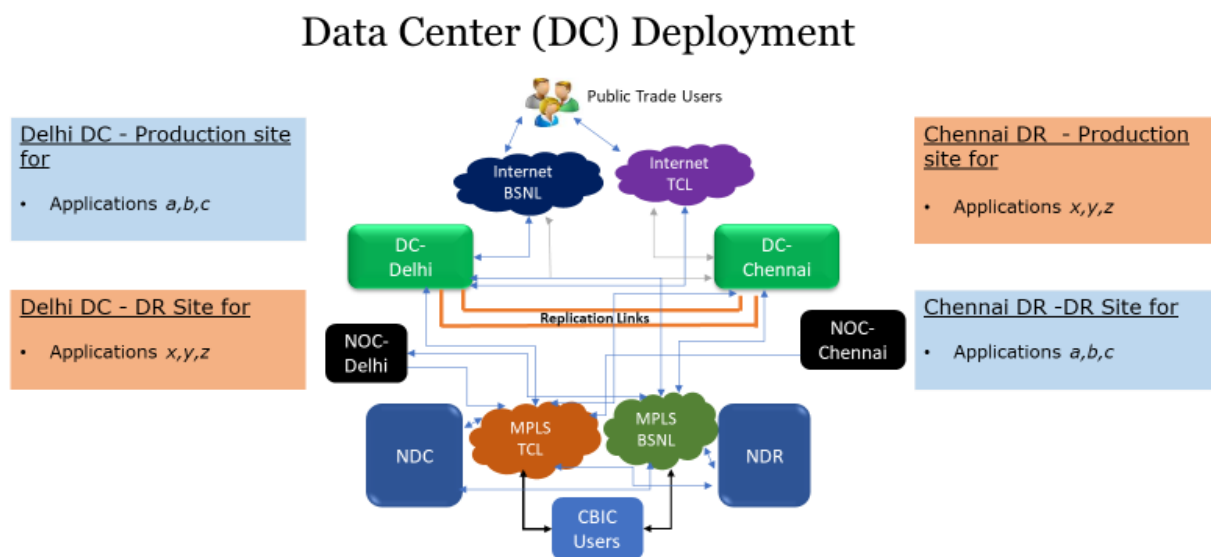 Data Center (DC) Deployment
Public Trade Users
Delhi DC - Production site
for
• Applications a,b,c
Internet
BSNL
Internet
TCL
Chennai DR - Production
site for
• Applications x,y,z
DC-
Delhi
DC-
Chennai
Delhi DC - DR Site for
• Applications x,y,z
Replication Links
NOC-
Delhi
NOC-
Chennai
Chennai DR -DR Site for
• Applications a,b,c
NDC
MPLS
TCL
MPLS
BSNL
NDR
CBIC
Users